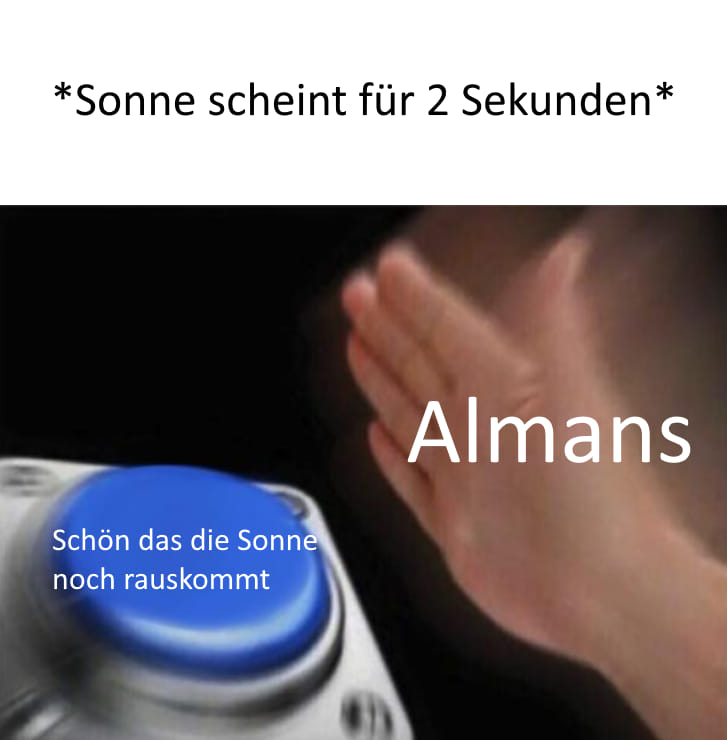 *Sonne scheint für 2 Sekunden*
Almans
Schön das die Sonne
noch rauskommt